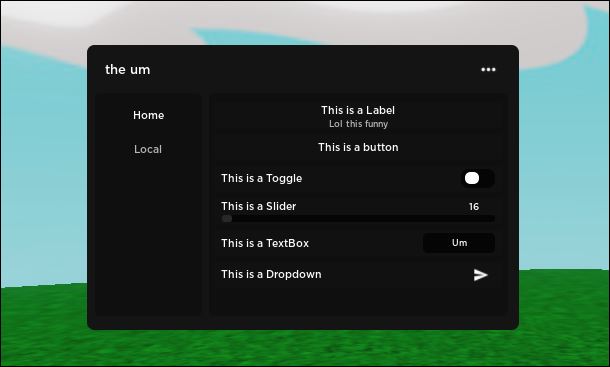 the um
Home
Local
This is a Label
Lol this funny
This is a button
This is a Toggle
This is a Slider
16
This is a TextBox
Um
This is a Dropdown